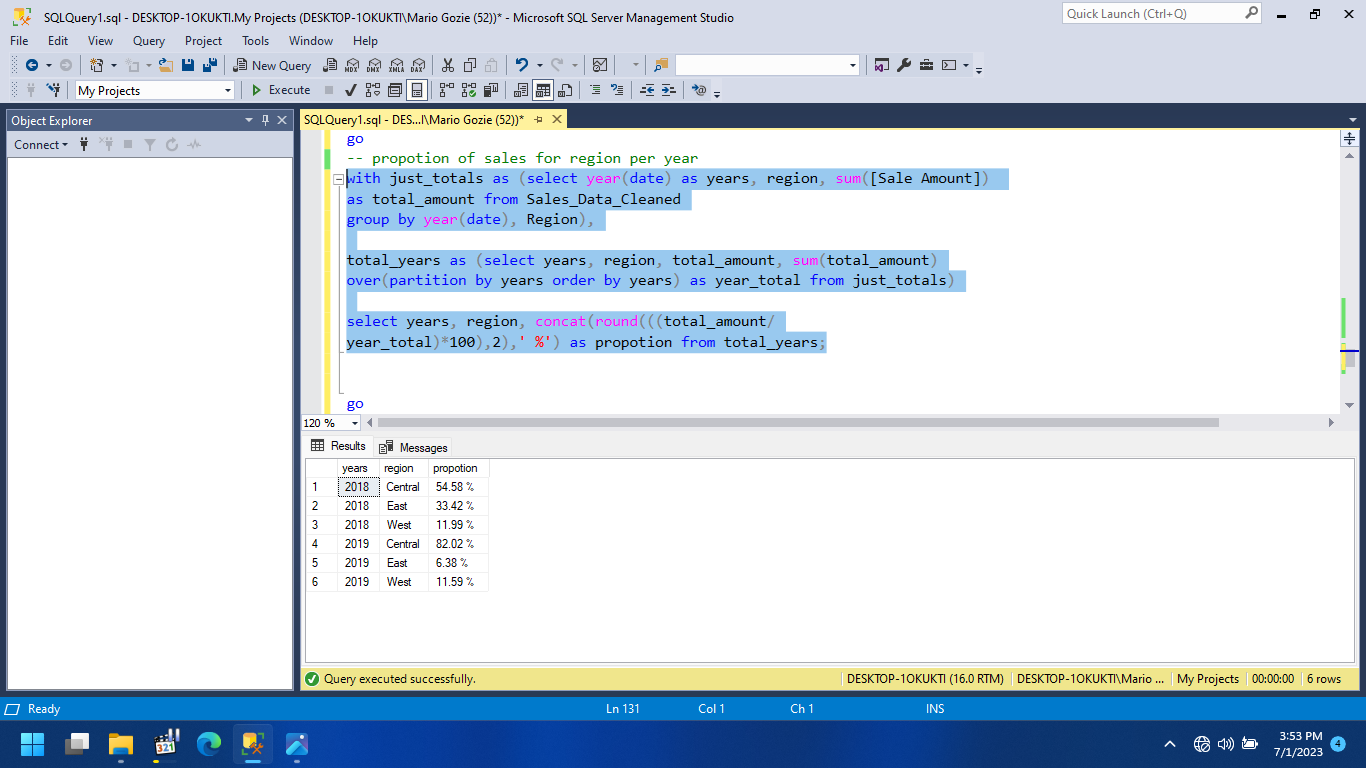 SQLQuery1.sql - DESKTOP-1OKUKTI.My Projects (DESKTOP-1OKUKTI\Mario Gozie (52))* - Microsoft SQL Server Management Studio
Quick Launch (Ctrl+Q)
File Edit View Query Project Tools Window Help
New Query MDX DMX XMLA DAX
My Projects Execute
Object Explorer
Connect
SQLQuery1.sql - DES...I\Mario Gozie (52))*
go
-- propotion of sales for region per year
with just_totals as (select year(date) as years, region, sum([Sale Amount])
as total_amount from Sales_Data_Cleaned
group by year(date), Region),
total_years as (select years, region, total_amount, sum(total_amount)
over(partition by years order by years) as year_total from just_totals)
select years, region, concat(round(((total_amount/
year_total)*100),2),' %') as propotion from total_years;
go
120 %
Results Messages
years region propotion
1 2018 Central 54.58 %
2 2018 East 33.42 %
3 2018 West 11.99 %
4 2019 Central 82.02 %
5 2019 East 6.38 %
6 2019 West 11.59 %
Query executed successfully. DESKTOP-1OKUKTI (16.0 RTM) DESKTOP-1OKUKTI\Mario ... My Projects 00:00:00 6 rows
Ready Ln 131 Col 1 Ch 1 INS
321
3:53 PM
7/1/2023
4